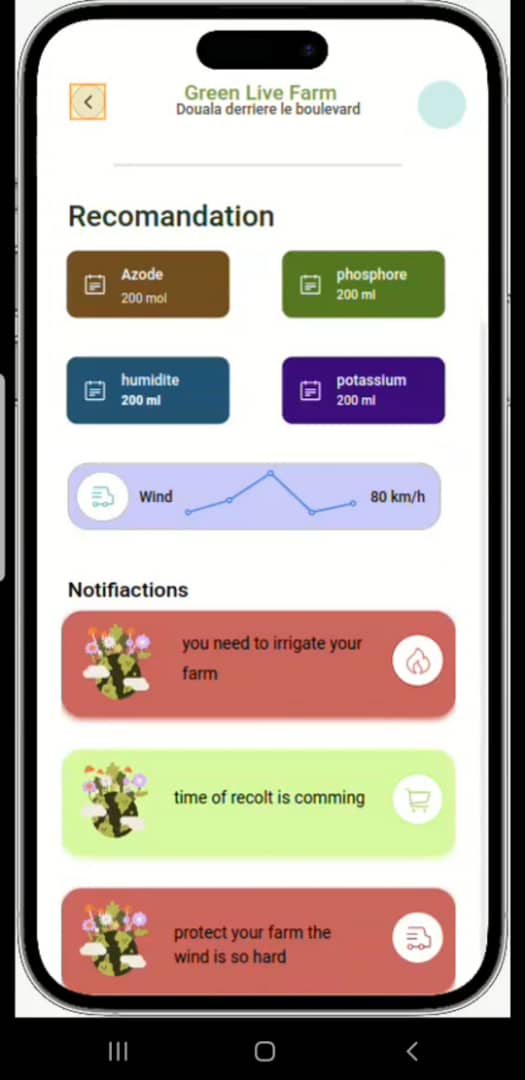 Green Live Farm
Douala derriere le boulevard
Recomandation
Azode
200 mol
phosphore
200 ml
humidite
200 ml
potassium
200 ml
Wind
80 km/h
Notifiactions
you need to irrigate your
farm
time of recolt is comming
protect your farm the
wind is so hard